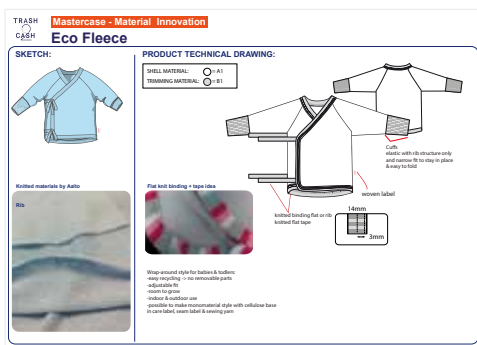 TRASH
2
CASH
Mastercase - Material Innovation
Eco Fleece
SKETCH:
PRODUCT TECHNICAL DRAWING:
SHELL MATERIAL: = A1
TRIMMING MATERIAL: = B1
Cuffs
elastic with rib structure only
and narrow fit to stay in place
& easy to fold
woven label
knitted binding flat or rib
knitted flat tape
14mm
3mm
Knitted materials by Aalto
Rib
Flat knit binding + tape idea
Wrap-around style for babies & todlers:
-easy recycling -> no removable parts
-adjustable fit
-room to grow
-indoor & outdoor use
-possible to make monomaterial style with cellulose base
in care label, seam label & sewing yarn